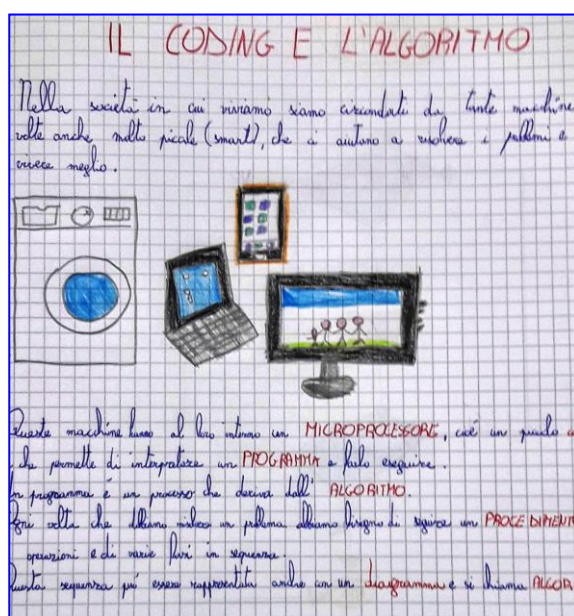 IL CODING E L'ALGORITMO
Nella società in cui viviamo siamo circondati da tante macchine
volte anche molto picale (smart), che ci aiutano a risolvere i problemi e
vivere meglio.
Queste macchine hanno al loro interno un MICROPROCESSORE, cioè un piccolo
che permette di interpretare un PROGRAMMA e farlo eseguire.
un programma è un processo che deriva dall' ALGORITMO.
Ogni volta che dobbiamo risolvere un problema abbiamo bisogno di seguire un PROCEDIMENTO
operazioni e di varie fasi in sequenza.
Questa sequenza può essere rappresentata anche con un diagramma e si chiama ALGOR